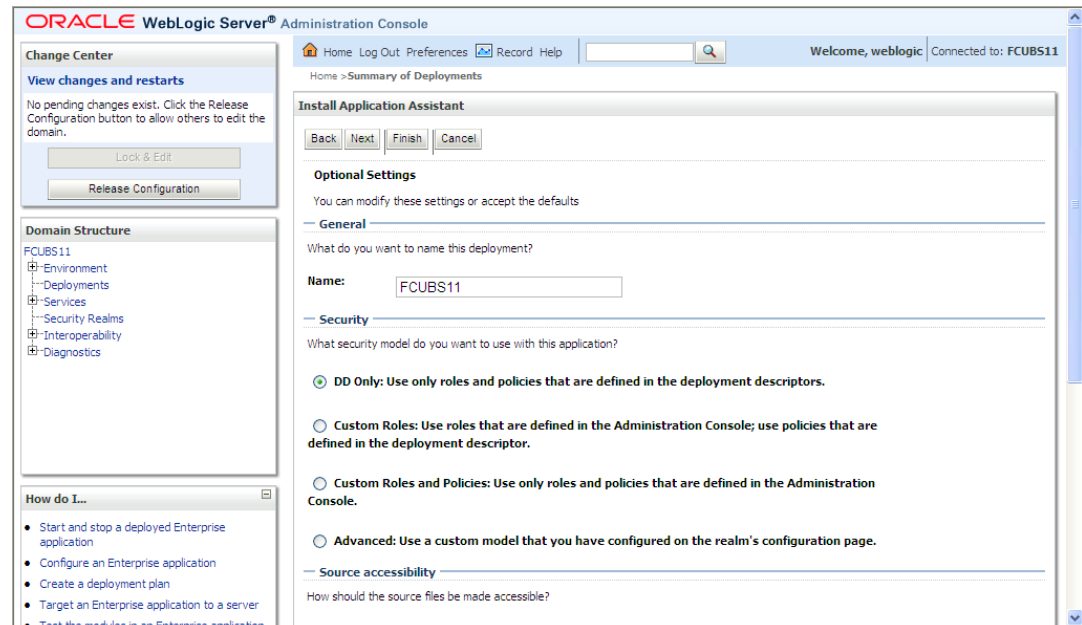 ORACLE WebLogic Server® Administration Console
Change Center
View changes and restarts
No pending changes exist. Click the Release
Configuration button to allow others to edit the
domain.
Lock & Edit
Release Configuration
Domain Structure
FCUBS11
Environment
Deployments
Services
Security Realms
Interoperability
Diagnostics
How do I...
Start and stop a deployed Enterprise
application
Configure an Enterprise application
Create a deployment plan
Target an Enterprise application to a server
Test the modules in an Enterprise application
Home Log Out Preferences Record Help
Welcome, weblogic Connected to: FCUBS11
Home >Summary of Deployments
Install Application Assistant
Back Next Finish Cancel
Optional Settings
You can modify these settings or accept the defaults
General
What do you want to name this deployment?
Name: FCUBS11
Security
What security model do you want to use with this application?
DD Only: Use only roles and policies that are defined in the deployment descriptors.
Custom Roles: Use roles that are defined in the Administration Console; use policies that are
defined in the deployment descriptor.
Custom Roles and Policies: Use only roles and policies that are defined in the Administration
Console.
Advanced: Use a custom model that you have configured on the realm's configuration page.
Source accessibility
How should the source files be made accessible?